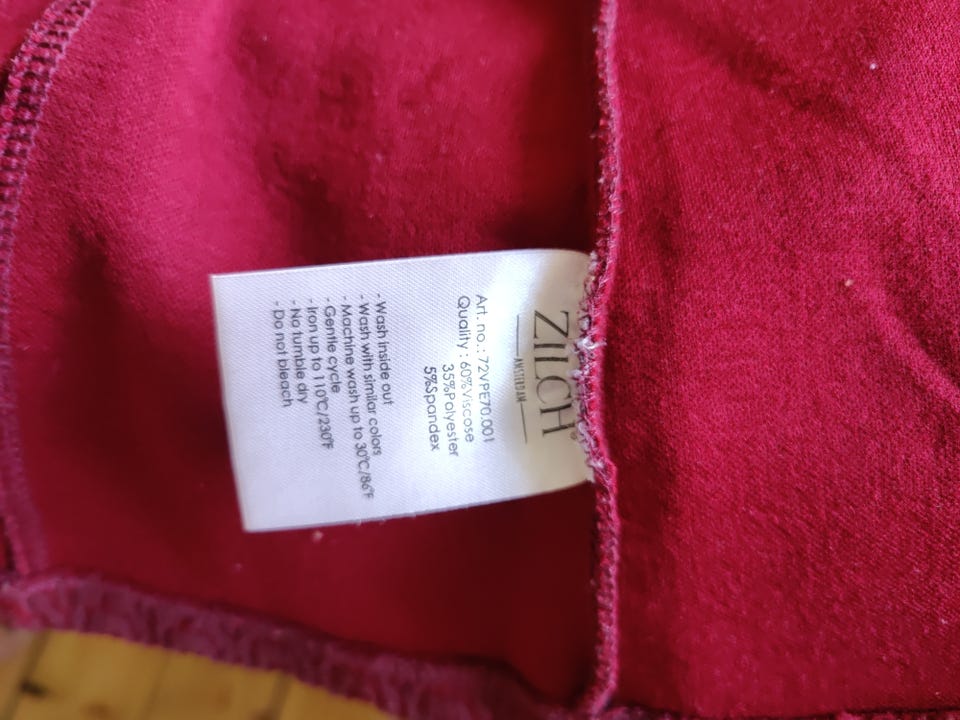 ZILCH®
AMSTERDAM
Art. no.: 72VPE70.001
Quality : 60%Viscose
35%Polyester
5%Spandex
- Wash inside out
- Wash with similar colors
- Machine wash up to 30°C/86°F
- Gentle cycle
- Iron up to 110°C/230°F
- No tumble dry
- Do not bleach